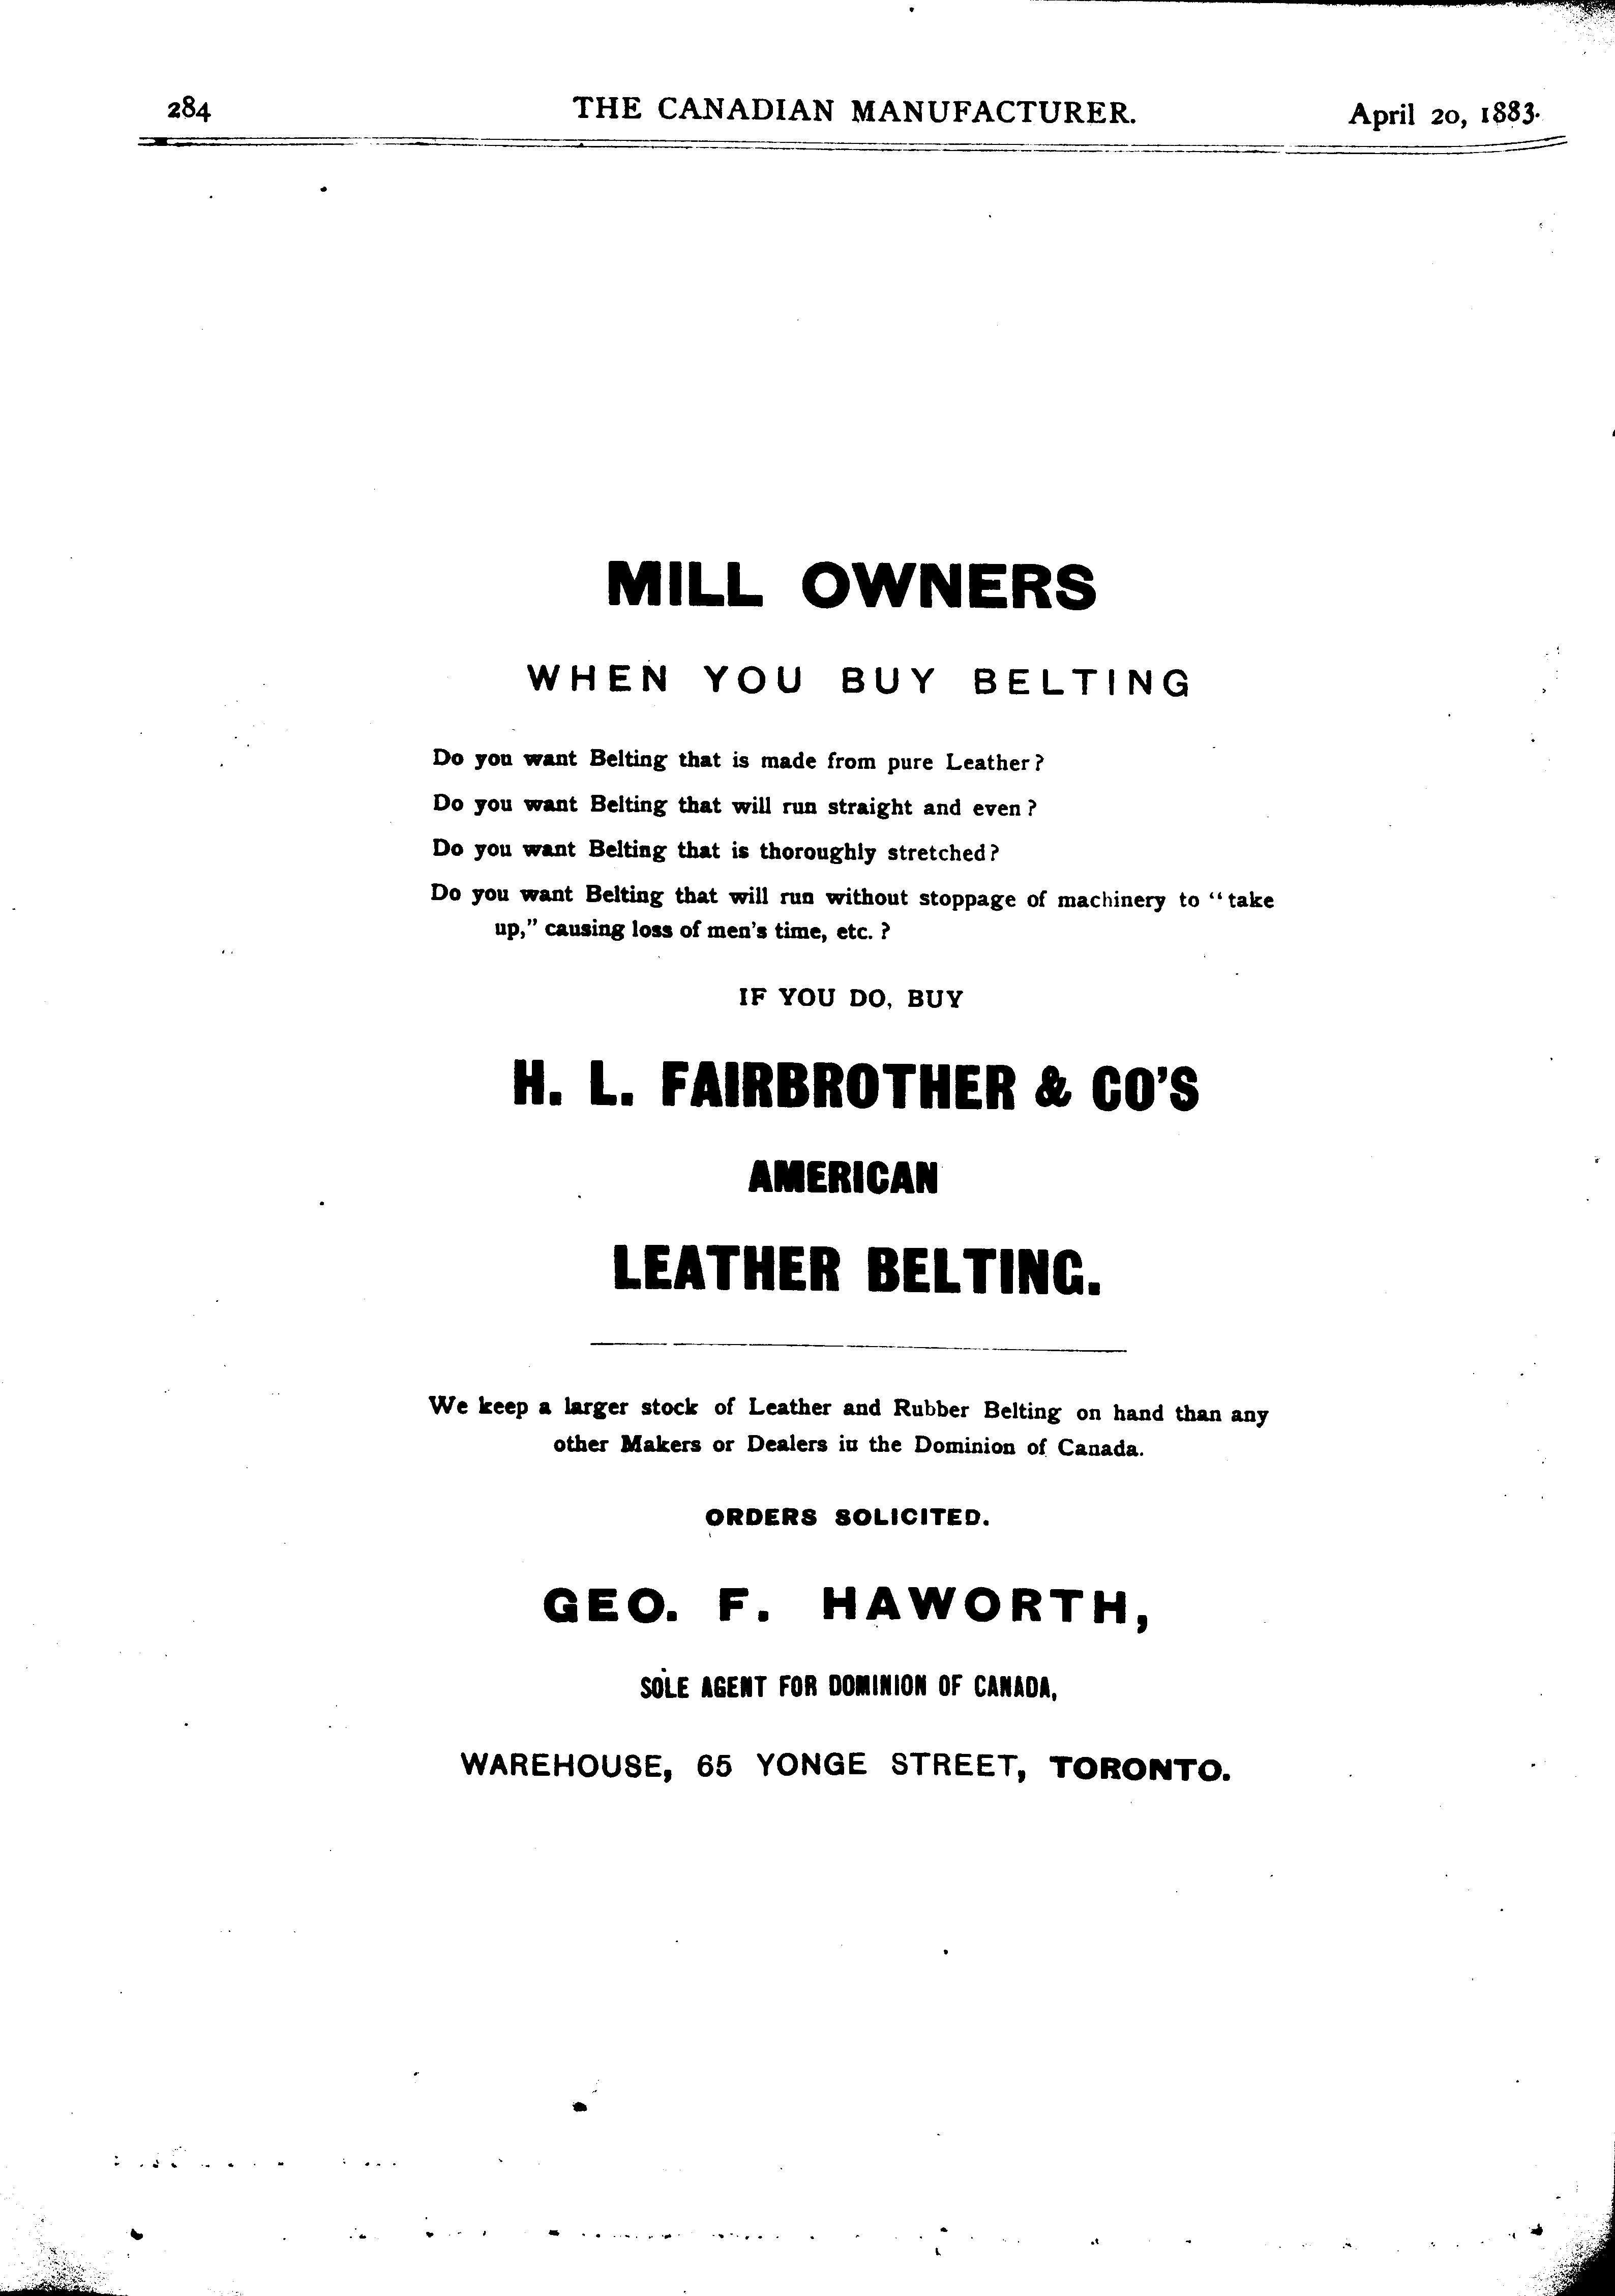 284 THE CANADIAN MANUFACTURER. April 20, 1883.
MILL OWNERS
WHEN YOU BUY BELTING
Do you want Belting that is made from pure Leather?
Do you want Belting that will run straight and even?
Do you want Belting that is thoroughly stretched?
Do you want Belting that will run without stoppage of machinery to "take
up," causing loss of men's time, etc. ?
IF YOU DO, BUY
H. L. FAIRBROTHER & CO'S
AMERICAN
LEATHER BELTING.
We keep a larger stock of Leather and Rubber Belting on hand than any
other Makers or Dealers in the Dominion of Canada.
ORDERS SOLICITED.
GEO. F. HAWORTH,
SOLE AGENT FOR DOMINION OF CANADA,
WAREHOUSE, 65 YONGE STREET, TORONTO.